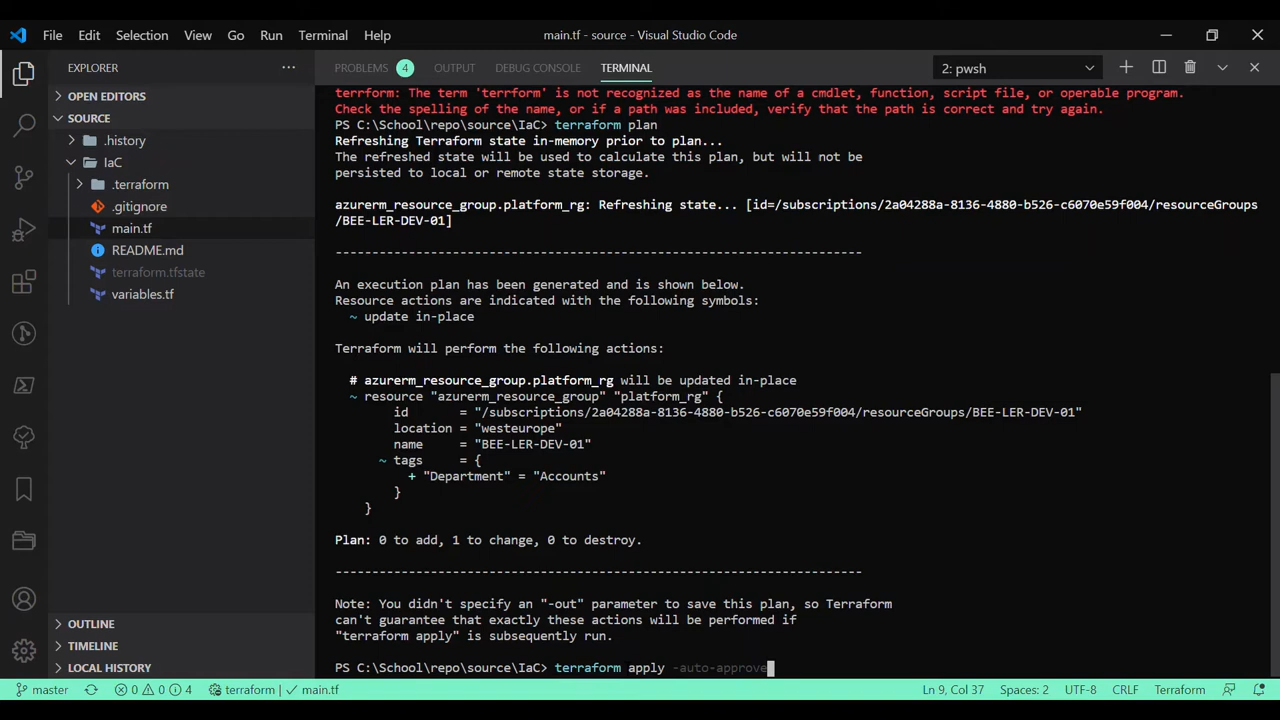 File Edit Selection View Go Run Terminal Help
main.tf - source - Visual Studio Code
EXPLORER
OPEN EDITORS
SOURCE
.history
IaC
.terraform
.gitignore
main.tf
README.md
terraform.tfstate
variables.tf
OUTLINE
TIMELINE
LOCAL HISTORY
PROBLEMS 4 OUTPUT DEBUG CONSOLE TERMINAL
2: pwsh
terrform: The term 'terrform' is not recognized as the name of a cmdlet, function, script file, or operable program.
Check the spelling of the name, or if a path was included, verify that the path is correct and try again.
PS C:\School\repo\source\IaC> terraform plan
Refreshing Terraform state in-memory prior to plan...
The refreshed state will be used to calculate this plan, but will not be
persisted to local or remote state storage.
azurerm_resource_group.platform_rg: Refreshing state... [id=/subscriptions/2a04288a-8136-4880-b526-c6070e59f004/resourceGroups
/BEE-LER-DEV-01]
------------------------------------------------------------------------
An execution plan has been generated and is shown below.
Resource actions are indicated with the following symbols:
~ update in-place
Terraform will perform the following actions:
# azurerm_resource_group.platform_rg will be updated in-place
~ resource "azurerm_resource_group" "platform_rg" {
id = "/subscriptions/2a04288a-8136-4880-b526-c6070e59f004/resourceGroups/BEE-LER-DEV-01"
location = "westeurope"
name = "BEE-LER-DEV-01"
~ tags = {
+ "Department" = "Accounts"
}
}
Plan: 0 to add, 1 to change, 0 to destroy.
------------------------------------------------------------------------
Note: You didn't specify an "-out" parameter to save this plan, so Terraform
can't guarantee that exactly these actions will be performed if
"terraform apply" is subsequently run.
PS C:\School\repo\source\IaC> terraform apply -auto-approve
master 0 0 4 terraform main.tf Ln 9, Col 37 Spaces: 2 UTF-8 CRLF Terraform